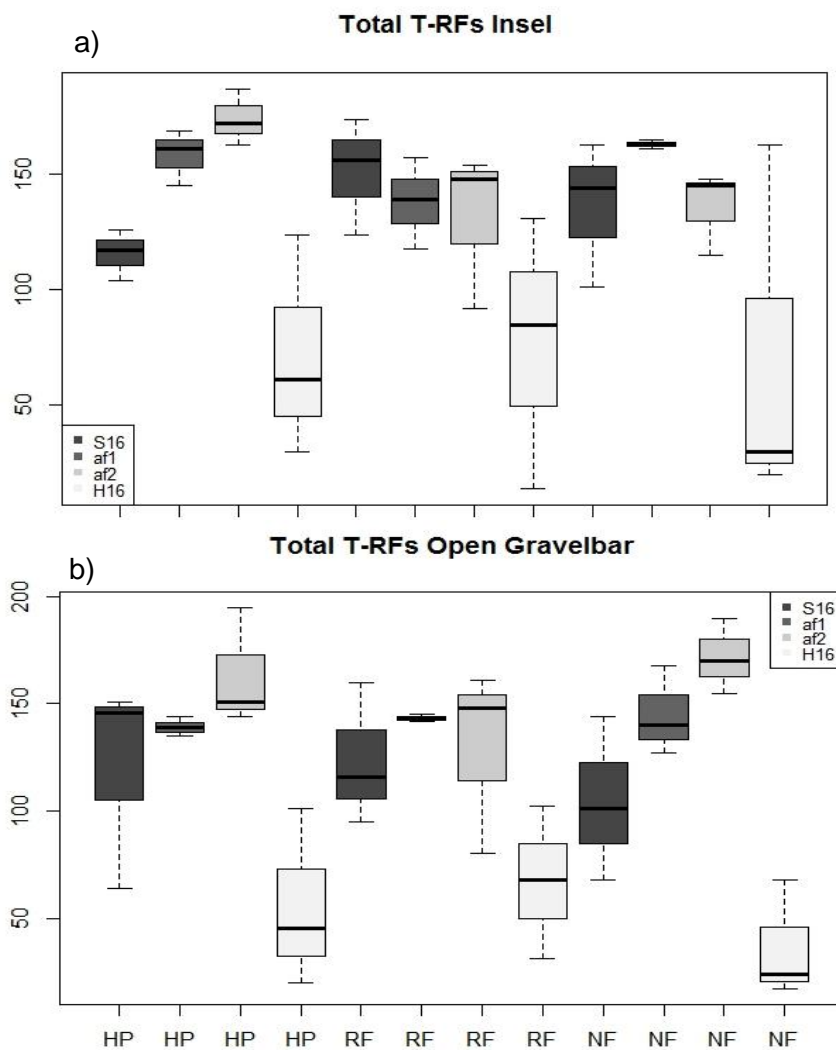 Total T-RFs Insel
a)
150
100
50
S16
af1
af2
H16
Total T-RFs Open Gravelbar
b)
200
150
100
50
S16
af1
af2
H16
HP HP HP HP RF RF RF RF NF NF NF NF